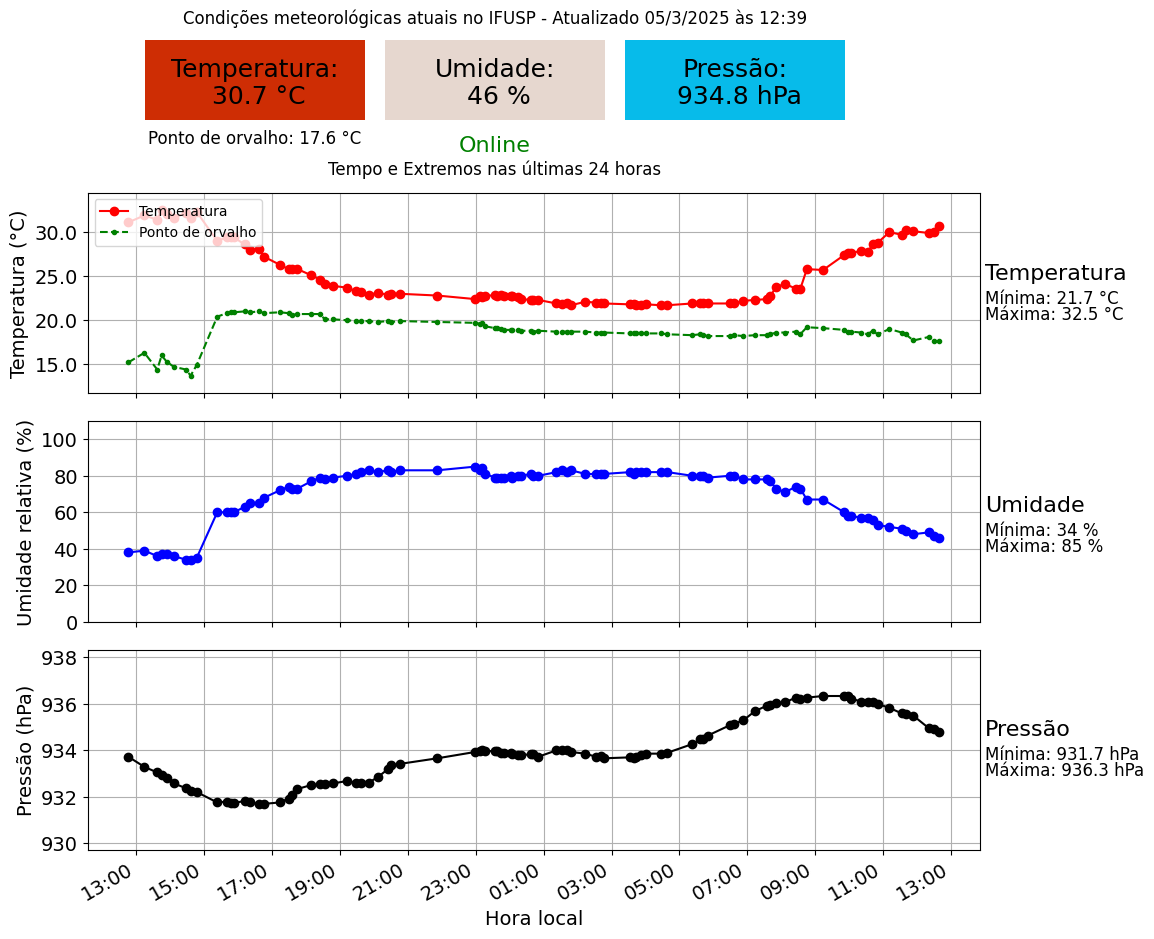 Condições meteorológicas atuais no IFUSP - Atualizado 05/3/2025 às 12:39
Temperatura:
30.7 °C
Umidade:
46 %
Pressão:
934.8 hPa
Ponto de orvalho: 17.6 °C
Online
Tempo e Extremos nas últimas 24 horas
Temperatura (°C)
30.0
25.0
20.0
15.0
Temperatura
Ponto de orvalho
Temperatura
Mínima: 21.7 °C
Máxima: 32.5 °C
Umidade relativa (%)
100
80
60
40
20
0
Umidade
Mínima: 34 %
Máxima: 85 %
Pressão (hPa)
938
936
934
932
930
Pressão
Mínima: 931.7 hPa
Máxima: 936.3 hPa
13:00 15:00 17:00 19:00 21:00 23:00 01:00 03:00 05:00 07:00 09:00 11:00 13:00
Hora local